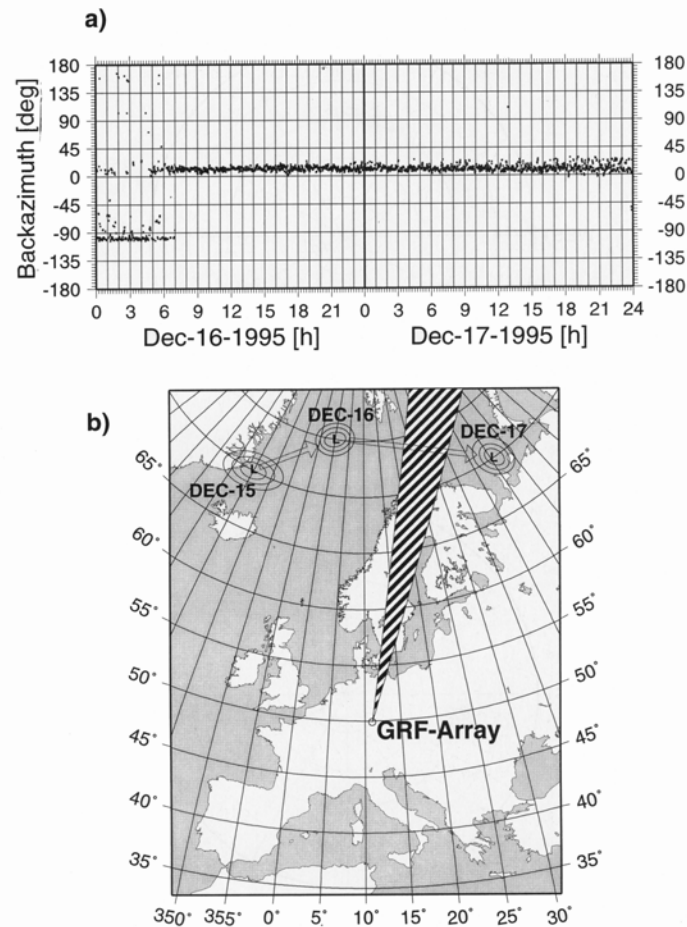 a)
180 180
135 135
90 90
45 45
0 0
-45 -45
-90 -90
-135 -135
-180 -180
Backazimuth [deg]
0 3 6 9 12 15 18 21 0 3 6 9 12 15 18 21 24
Dec-16-1995 [h] Dec-17-1995 [h]
b)
DEC-16
L
DEC-17
L
DEC-15
L
65° 65°
60° 60°
55° 55°
50° 50°
45° 45°
40° 40°
35° 35°
GRF-Array
350° 355° 0° 5° 10° 15° 20° 25° 30°